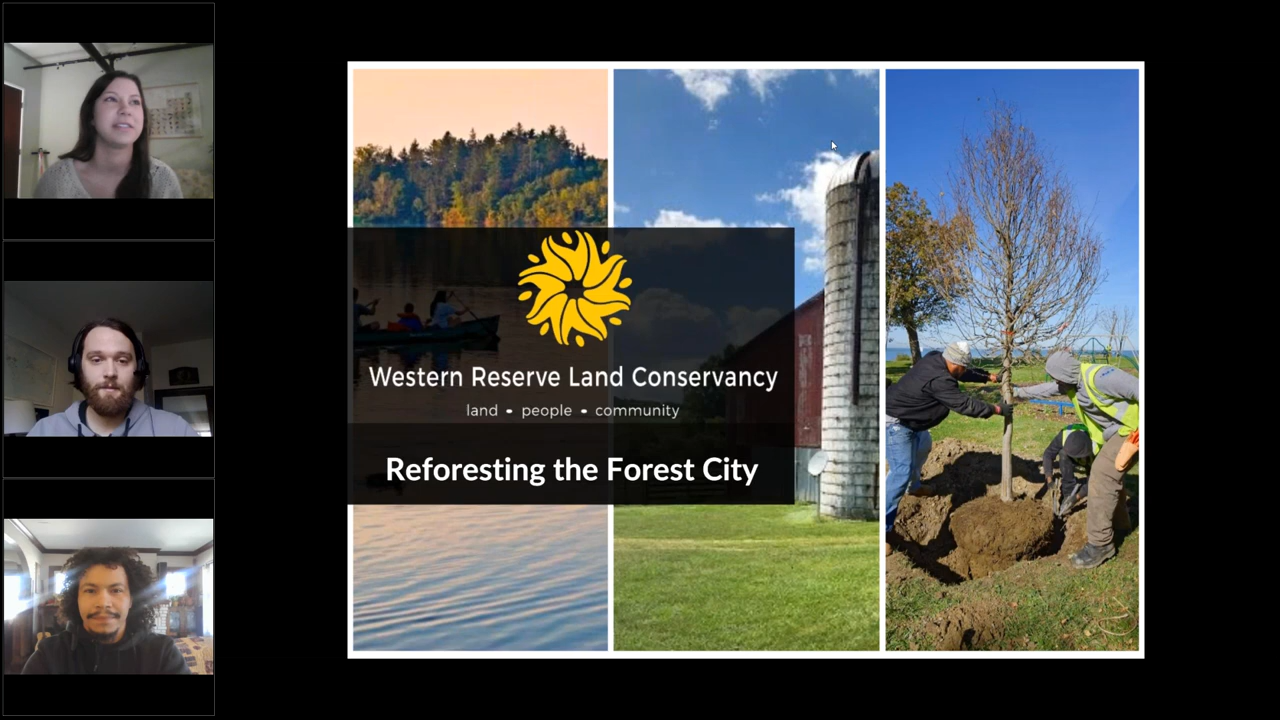 Western Reserve Land Conservancy
land • people • community
Reforesting the Forest City